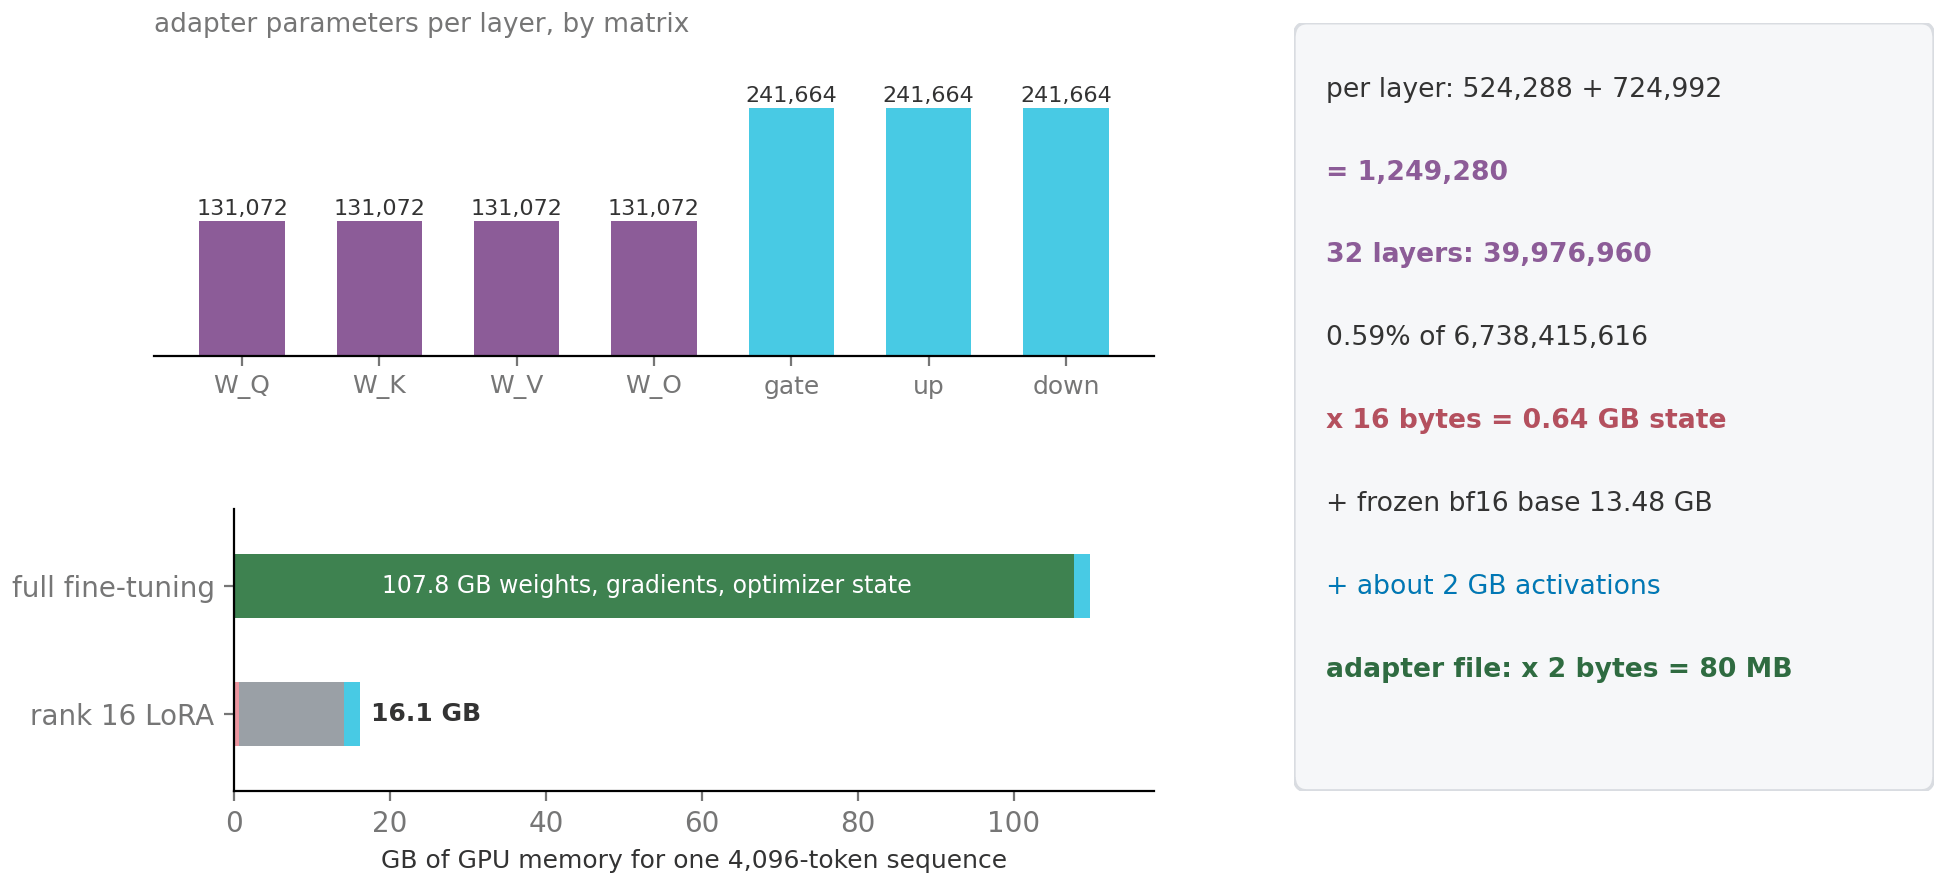 adapter parameters per layer, by matrix
131,072 131,072 131,072 131,072 241,664 241,664 241,664
W_Q W_K W_V W_O gate up down
full fine-tuning
107.8 GB weights, gradients, optimizer state
rank 16 LoRA
16.1 GB
0 20 40 60 80 100
GB of GPU memory for one 4,096-token sequence
per layer: 524,288 + 724,992
= 1,249,280
32 layers: 39,976,960
0.59% of 6,738,415,616
x 16 bytes = 0.64 GB state
+ frozen bf16 base 13.48 GB
+ about 2 GB activations
adapter file: x 2 bytes = 80 MB